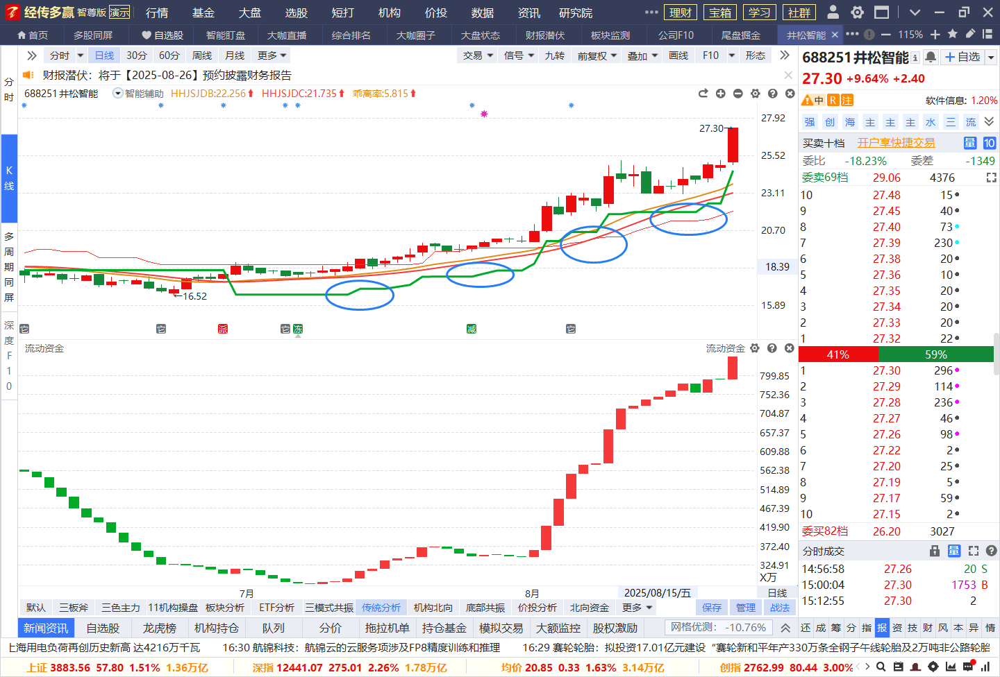 经传多赢 智尊版 演示 行情 基金 大盘 选股 短打 机构 价投 数据 资讯 研究院 理财 宝箱 学习 社群
首页 多股同屏 自选股 智能盯盘 大咖直播 综合排名 大咖圈子 大盘状态 财报潜伏 板块监测 公司F10 尾盘掘金 井松智能 115%
分时 日线 30分 60分 周线 月线 更多 交易 信号 九转 前复权 叠加 画线 F10 形态
财报潜伏：将于【2025-08-26】预约披露财务报告
688251 井松智能 智能辅助 HHJSJDB:22.256 HHJSJDC:21.735 乖离率:5.815
分时
K线
多周期同屏
深度F10
27.92
27.30
25.52
23.11
20.70
18.39
16.52
15.89
它 它 派 它 冻 减 它
流动资金 流动资金
799.85
752.36
704.87
657.37
609.88
562.38
514.89
467.39
419.90
372.40
324.91
X万
7月 8月 2025/08/15/五 日线
默认 三板斧 三色主力 11机构操盘 板块分析 ETF分析 三模式共振 传统分析 机构北向 底部共振 价投分析 北向资金 更多 保存 管理 战法
新闻资讯 自选股 龙虎榜 机构持仓 队列 分价 拖拉机单 持仓基金 模拟交易 大额监控 股权激励 网格优测： -10.76%
688251井松智能 自选
27.30 +9.64% +2.40
中 R 注 软件信息: 1.20%
强 创 海 主 主 主 水 三 流
买卖十档 开户享快捷交易 量 10
委比 -18.23% 委差 -1349
委卖69档 29.06 4376
10 27.48 15
9 27.45 40
8 27.40 73
7 27.39 230
6 27.38 20
5 27.36 10
4 27.35 20
3 27.34 20
2 27.33 20
1 27.32 22
41% 59%
1 27.30 296
2 27.29 114
3 27.28 236
4 27.27 46
5 27.26 98
6 27.22 2
7 27.20 25
8 27.19 5
9 27.17 59
10 27.15 2
委买82档 26.20 3027
分时成交 量
14:56:58 27.26 20 S
15:00:04 27.30 1753 B
15:12:55 27.30 2
还 成 筹 分 指 报 资 技 财 风 本 异 情
上海用电负荷再创历史新高 达4216万千瓦 16:30 航锦科技：航锦云的云服务项涉及FP8精度训练和推理 16:29 赛轮轮胎：拟投资17.01亿元建设“赛轮新和平年产330万条全钢子午线轮胎及2万吨非公路轮胎
上证 3883.56 57.80 1.51% 1.36万亿 深指 12441.07 275.01 2.26% 1.78万亿 均价 20.85 0.33 1.63% 3.14万亿 创指 2762.99 80.44 3.00%